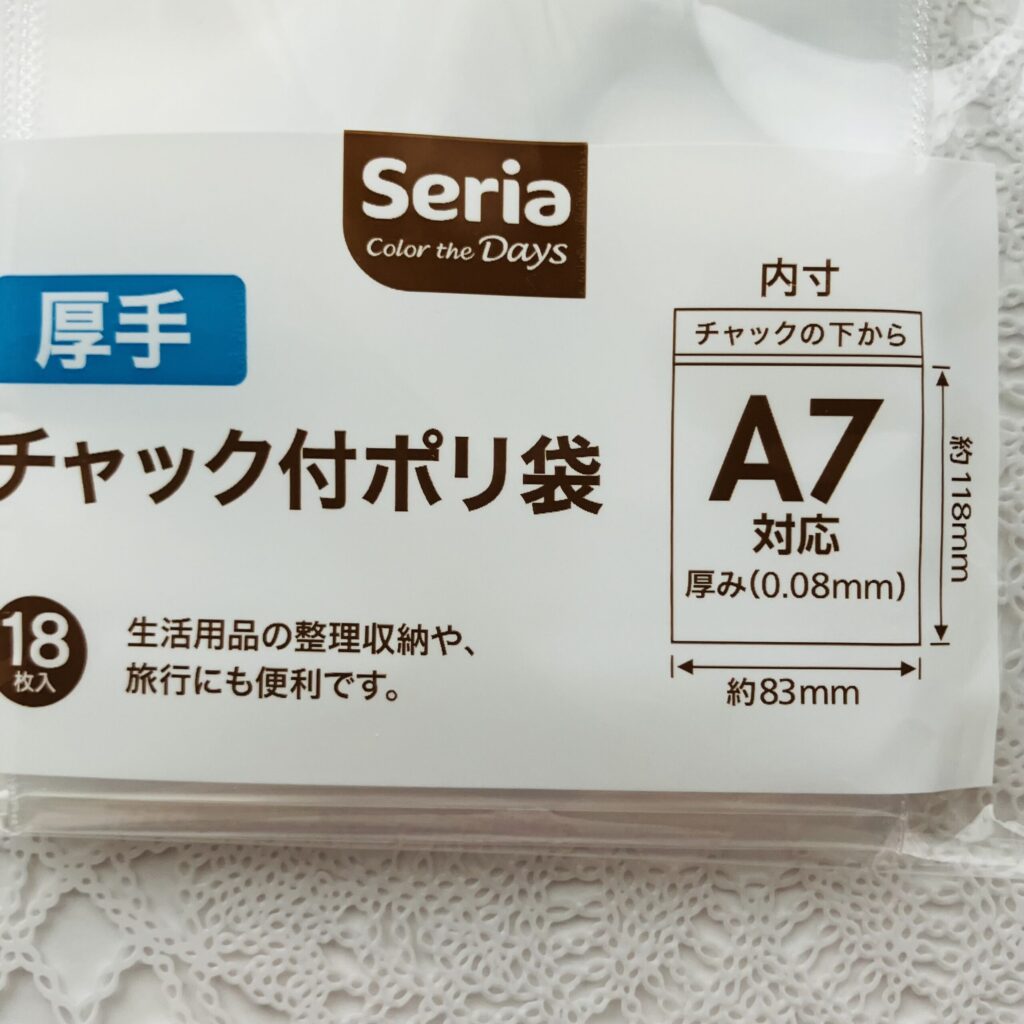 Seria
Color the Days
厚手
チャック付ポリ袋
18
枚入
生活用品の整理収納や、
旅行にも便利です。
内寸
チャックの下から
A7
対応
厚み(0.08mm)
約118mm
約83mm